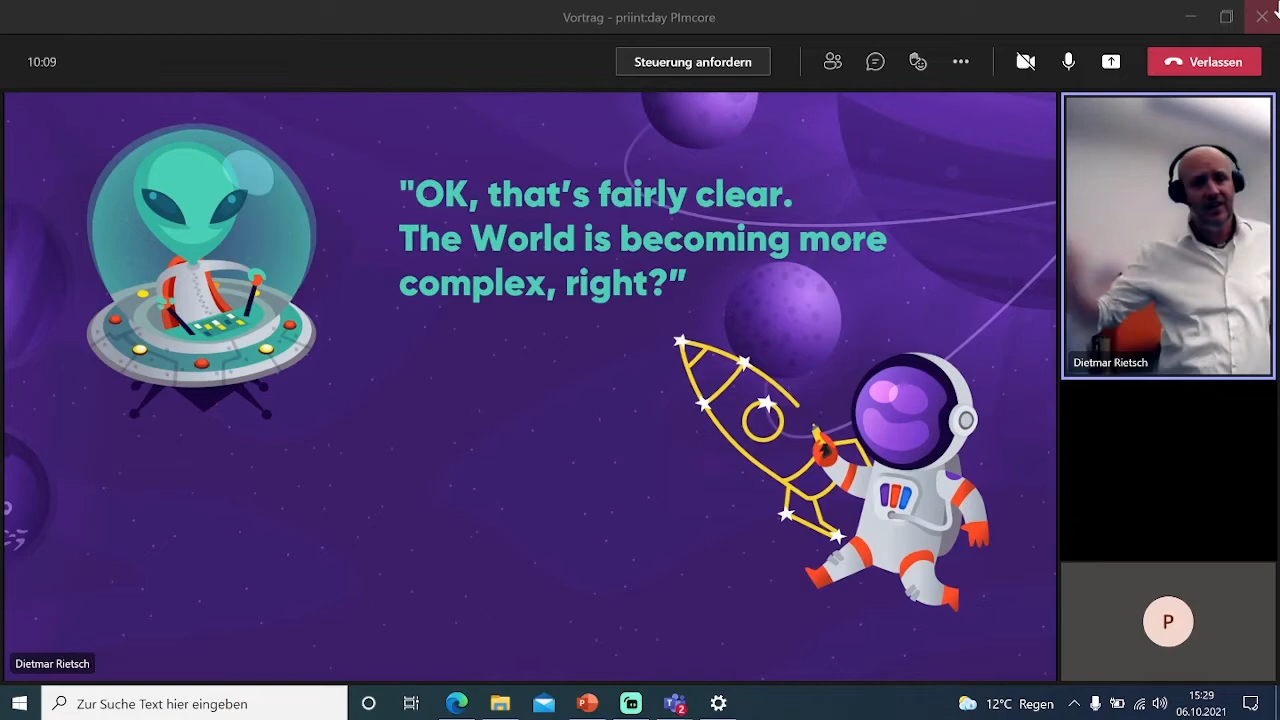 Vortrag - priint:day PImcore
10:09
Steuerung anfordern
Verlassen
"OK, that’s fairly clear.
The World is becoming more
complex, right?”
Dietmar Rietsch
P
Dietmar Rietsch
Zur Suche Text hier eingeben
2
12°C Regen
15:29
06.10.2021